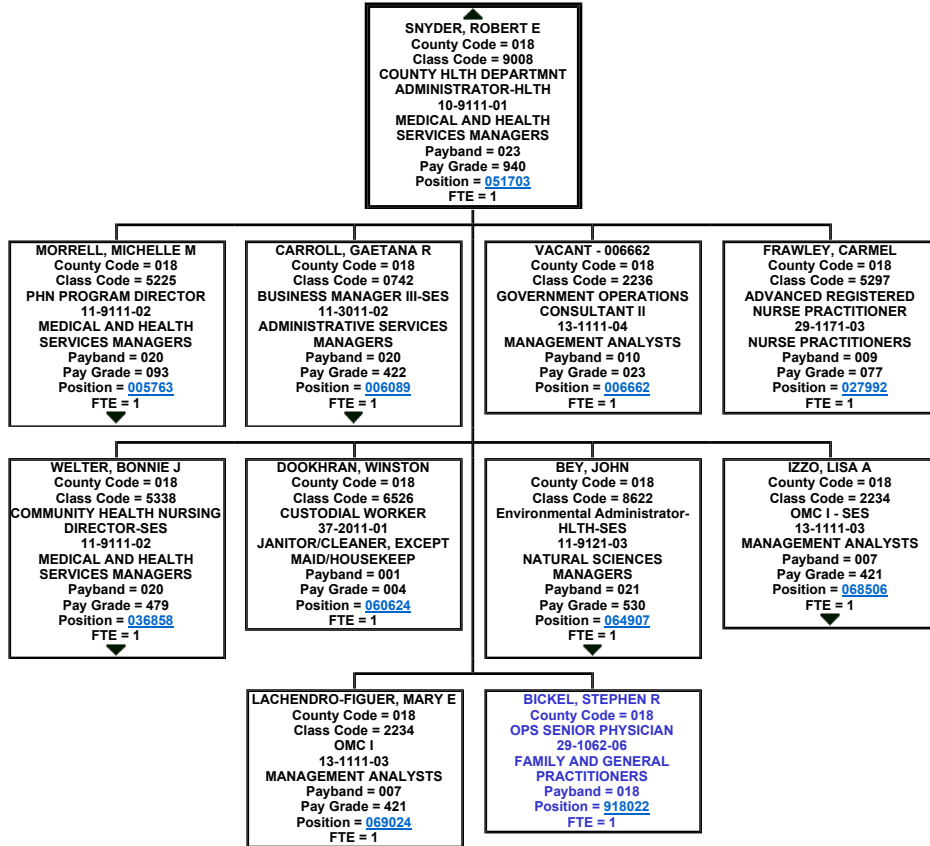 SNYDER, ROBERT E
County Code = 018
Class Code = 9008
COUNTY HLTH DEPARTMNT
ADMINISTRATOR-HLTH
10-9111-01
MEDICAL AND HEALTH
SERVICES MANAGERS
Payband = 023
Pay Grade = 940
Position = 051703
FTE = 1
MORRELL, MICHELLE M
County Code = 018
Class Code = 5225
PHN PROGRAM DIRECTOR
11-9111-02
MEDICAL AND HEALTH
SERVICES MANAGERS
Payband = 020
Pay Grade = 093
Position = 005763
FTE = 1
CARROLL, GAETANA R
County Code = 018
Class Code = 0742
BUSINESS MANAGER III-SES
11-3011-02
ADMINISTRATIVE SERVICES
MANAGERS
Payband = 020
Pay Grade = 422
Position = 006089
FTE = 1
VACANT - 006662
County Code = 018
Class Code = 2236
GOVERNMENT OPERATIONS
CONSULTANT II
13-1111-04
MANAGEMENT ANALYSTS
Payband = 010
Pay Grade = 023
Position = 006662
FTE = 1
FRAWLEY, CARMEL
County Code = 018
Class Code = 5297
ADVANCED REGISTERED
NURSE PRACTITIONER
29-1171-03
NURSE PRACTITIONERS
Payband = 009
Pay Grade = 077
Position = 027992
FTE = 1
WELTER, BONNIE J
County Code = 018
Class Code = 5338
COMMUNITY HEALTH NURSING
DIRECTOR-SES
11-9111-02
MEDICAL AND HEALTH
SERVICES MANAGERS
Payband = 020
Pay Grade = 479
Position = 036858
FTE = 1
DOOKHRAN, WINSTON
County Code = 018
Class Code = 6526
CUSTODIAL WORKER
37-2011-01
JANITOR/CLEANER, EXCEPT
MAID/HOUSEKEEP
Payband = 001
Pay Grade = 004
Position = 060624
FTE = 1
BEY, JOHN
County Code = 018
Class Code = 8622
Environmental Administrator-
HLTH-SES
11-9121-03
NATURAL SCIENCES
MANAGERS
Payband = 021
Pay Grade = 530
Position = 064907
FTE = 1
IZZO, LISA A
County Code = 018
Class Code = 2234
OMC I - SES
13-1111-03
MANAGEMENT ANALYSTS
Payband = 007
Pay Grade = 421
Position = 068506
FTE = 1
LACHENDRO-FIGUER, MARY E
County Code = 018
Class Code = 2234
OMC I
13-1111-03
MANAGEMENT ANALYSTS
Payband = 007
Pay Grade = 421
Position = 069024
FTE = 1
BICKEL, STEPHEN R
County Code = 018
OPS SENIOR PHYSICIAN
29-1062-06
FAMILY AND GENERAL
PRACTITIONERS
Payband = 018
Position = 918022
FTE = 1